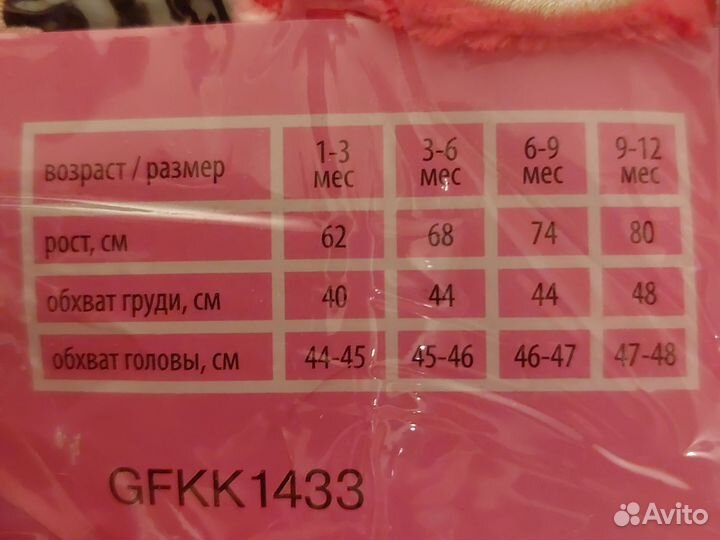 возраст / размер 1-3 мес 3-6 мес 6-9 мес 9-12 мес
рост, см 62 68 74 80
обхват груди, см 40 44 44 48
обхват головы, см 44-45 45-46 46-47 47-48
GFKK1433
Avito